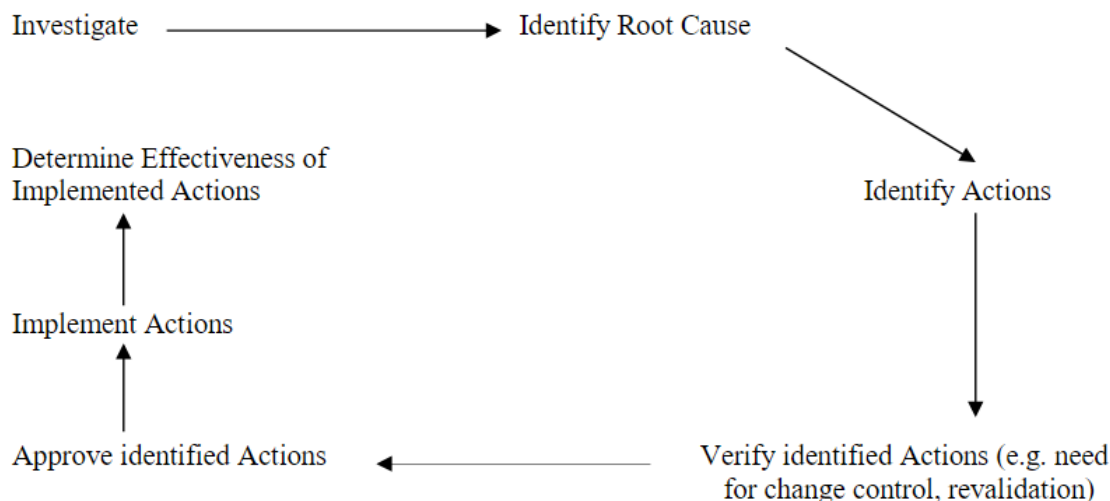 Investigate
Identify Root Cause
Determine Effectiveness of
Implemented Actions
Identify Actions
Implement Actions
Approve identified Actions
Verify identified Actions (e.g. need
for change control, revalidation)